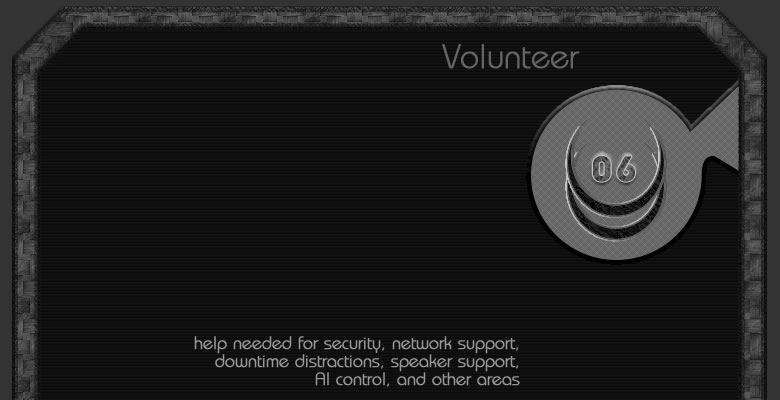 Volunteer
06
help needed for security, network support,
downtime distractions, speaker support,
AI control, and other areas